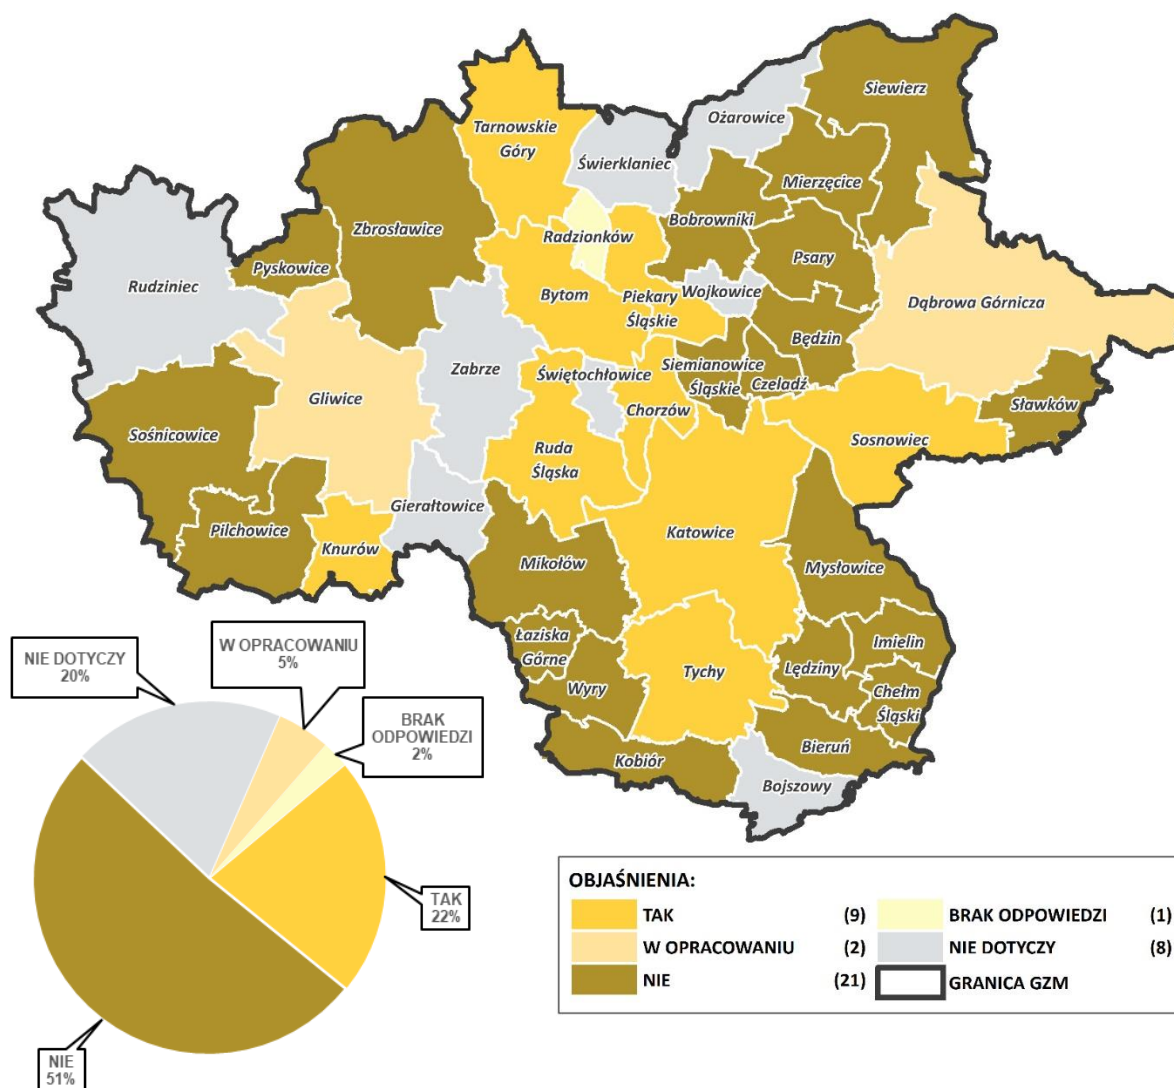 Siewierz
Ożarowice
Tarnowskie
Góry
Świerklaniec
Mierzęcice
Bobrowniki
Zbrosławice
Radzionków
Psary
Pyskowice
Rudziniec
Bytom
Piekary
Śląskie
Wojkowice
Dąbrowa Górnicza
Będzin
Zabrze
Świętochłowice
Siemianowice
Śląskie
Czeladź
Gliwice
Chorzów
Sławków
Sośnicowice
Ruda
Śląska
Sosnowiec
Gierałtowice
Pilchowice
Katowice
Knurów
Mikołów
Mysłowice
Łaziska
Górne
Imielin
Tychy
Lędziny
Wyry
Chełm
Śląski
Kobiór
Bieruń
Bojszowy
NIE DOTYCZY
20%
W OPRACOWANIU
5%
BRAK
ODPOWIEDZI
2%
TAK
22%
NIE
51%
OBJAŚNIENIA:
TAK (9)
BRAK ODPOWIEDZI (1)
W OPRACOWANIU (2)
NIE DOTYCZY (8)
NIE (21)
GRANICA GZM